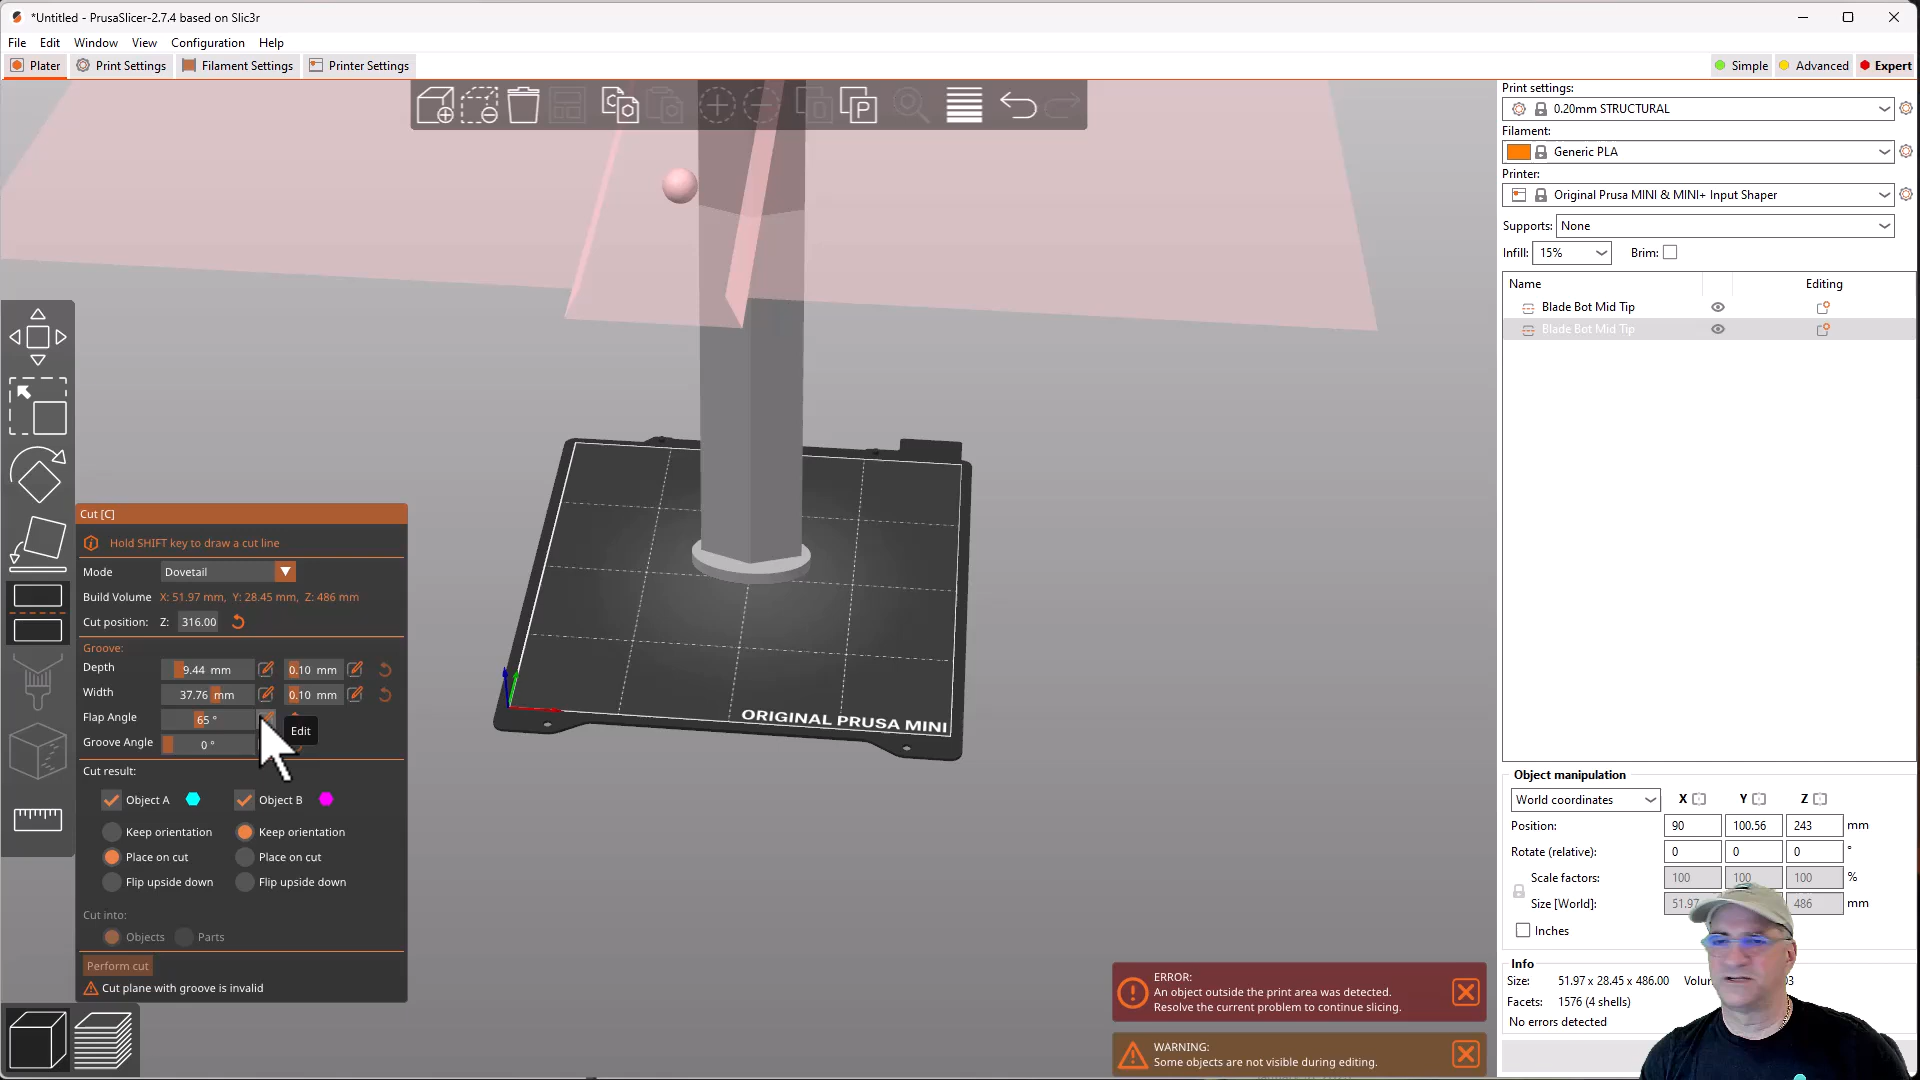 *Untitled - PrusaSlicer-2.7.4 based on Slic3r
File Edit Window View Configuration Help
Plater Print Settings Filament Settings Printer Settings Simple Advanced Expert
Print settings:
0.20mm STRUCTURAL
Filament:
Generic PLA
Printer:
Original Prusa MINI & MINI+ Input Shaper
Supports: None
Infill: 15% Brim:
Name Editing
Blade Bot Mid Tip
Blade Bot Mid Tip
Cut [C]
Hold SHIFT key to draw a cut line
Mode Dovetail
Build Volume X: 51.97 mm, Y: 28.45 mm, Z: 486 mm
Cut position: Z: 316.00
Groove:
Depth 9.44 mm 0.10 mm
Width 37.76 mm 0.10 mm
Flap Angle 65 °
Edit
Groove Angle 0 °
Cut result:
Object A Object B
Keep orientation Keep orientation
Place on cut Place on cut
Flip upside down Flip upside down
Cut into:
Objects Parts
Perform cut
Cut plane with groove is invalid
ORIGINAL PRUSA MINI
Object manipulation
World coordinates X Y Z
Position: 90 100.56 243 mm
Rotate (relative): 0 0 0 °
Scale factors: 100 100 100 %
Size [World]: 51.97 486 mm
Inches
Info
Size: 51.97 x 28.45 x 486.00
Facets: 1576 (4 shells)
No errors detected
ERROR:
An object outside the print area was detected.
Resolve the current problem to continue slicing.
WARNING:
Some objects are not visible during editing.